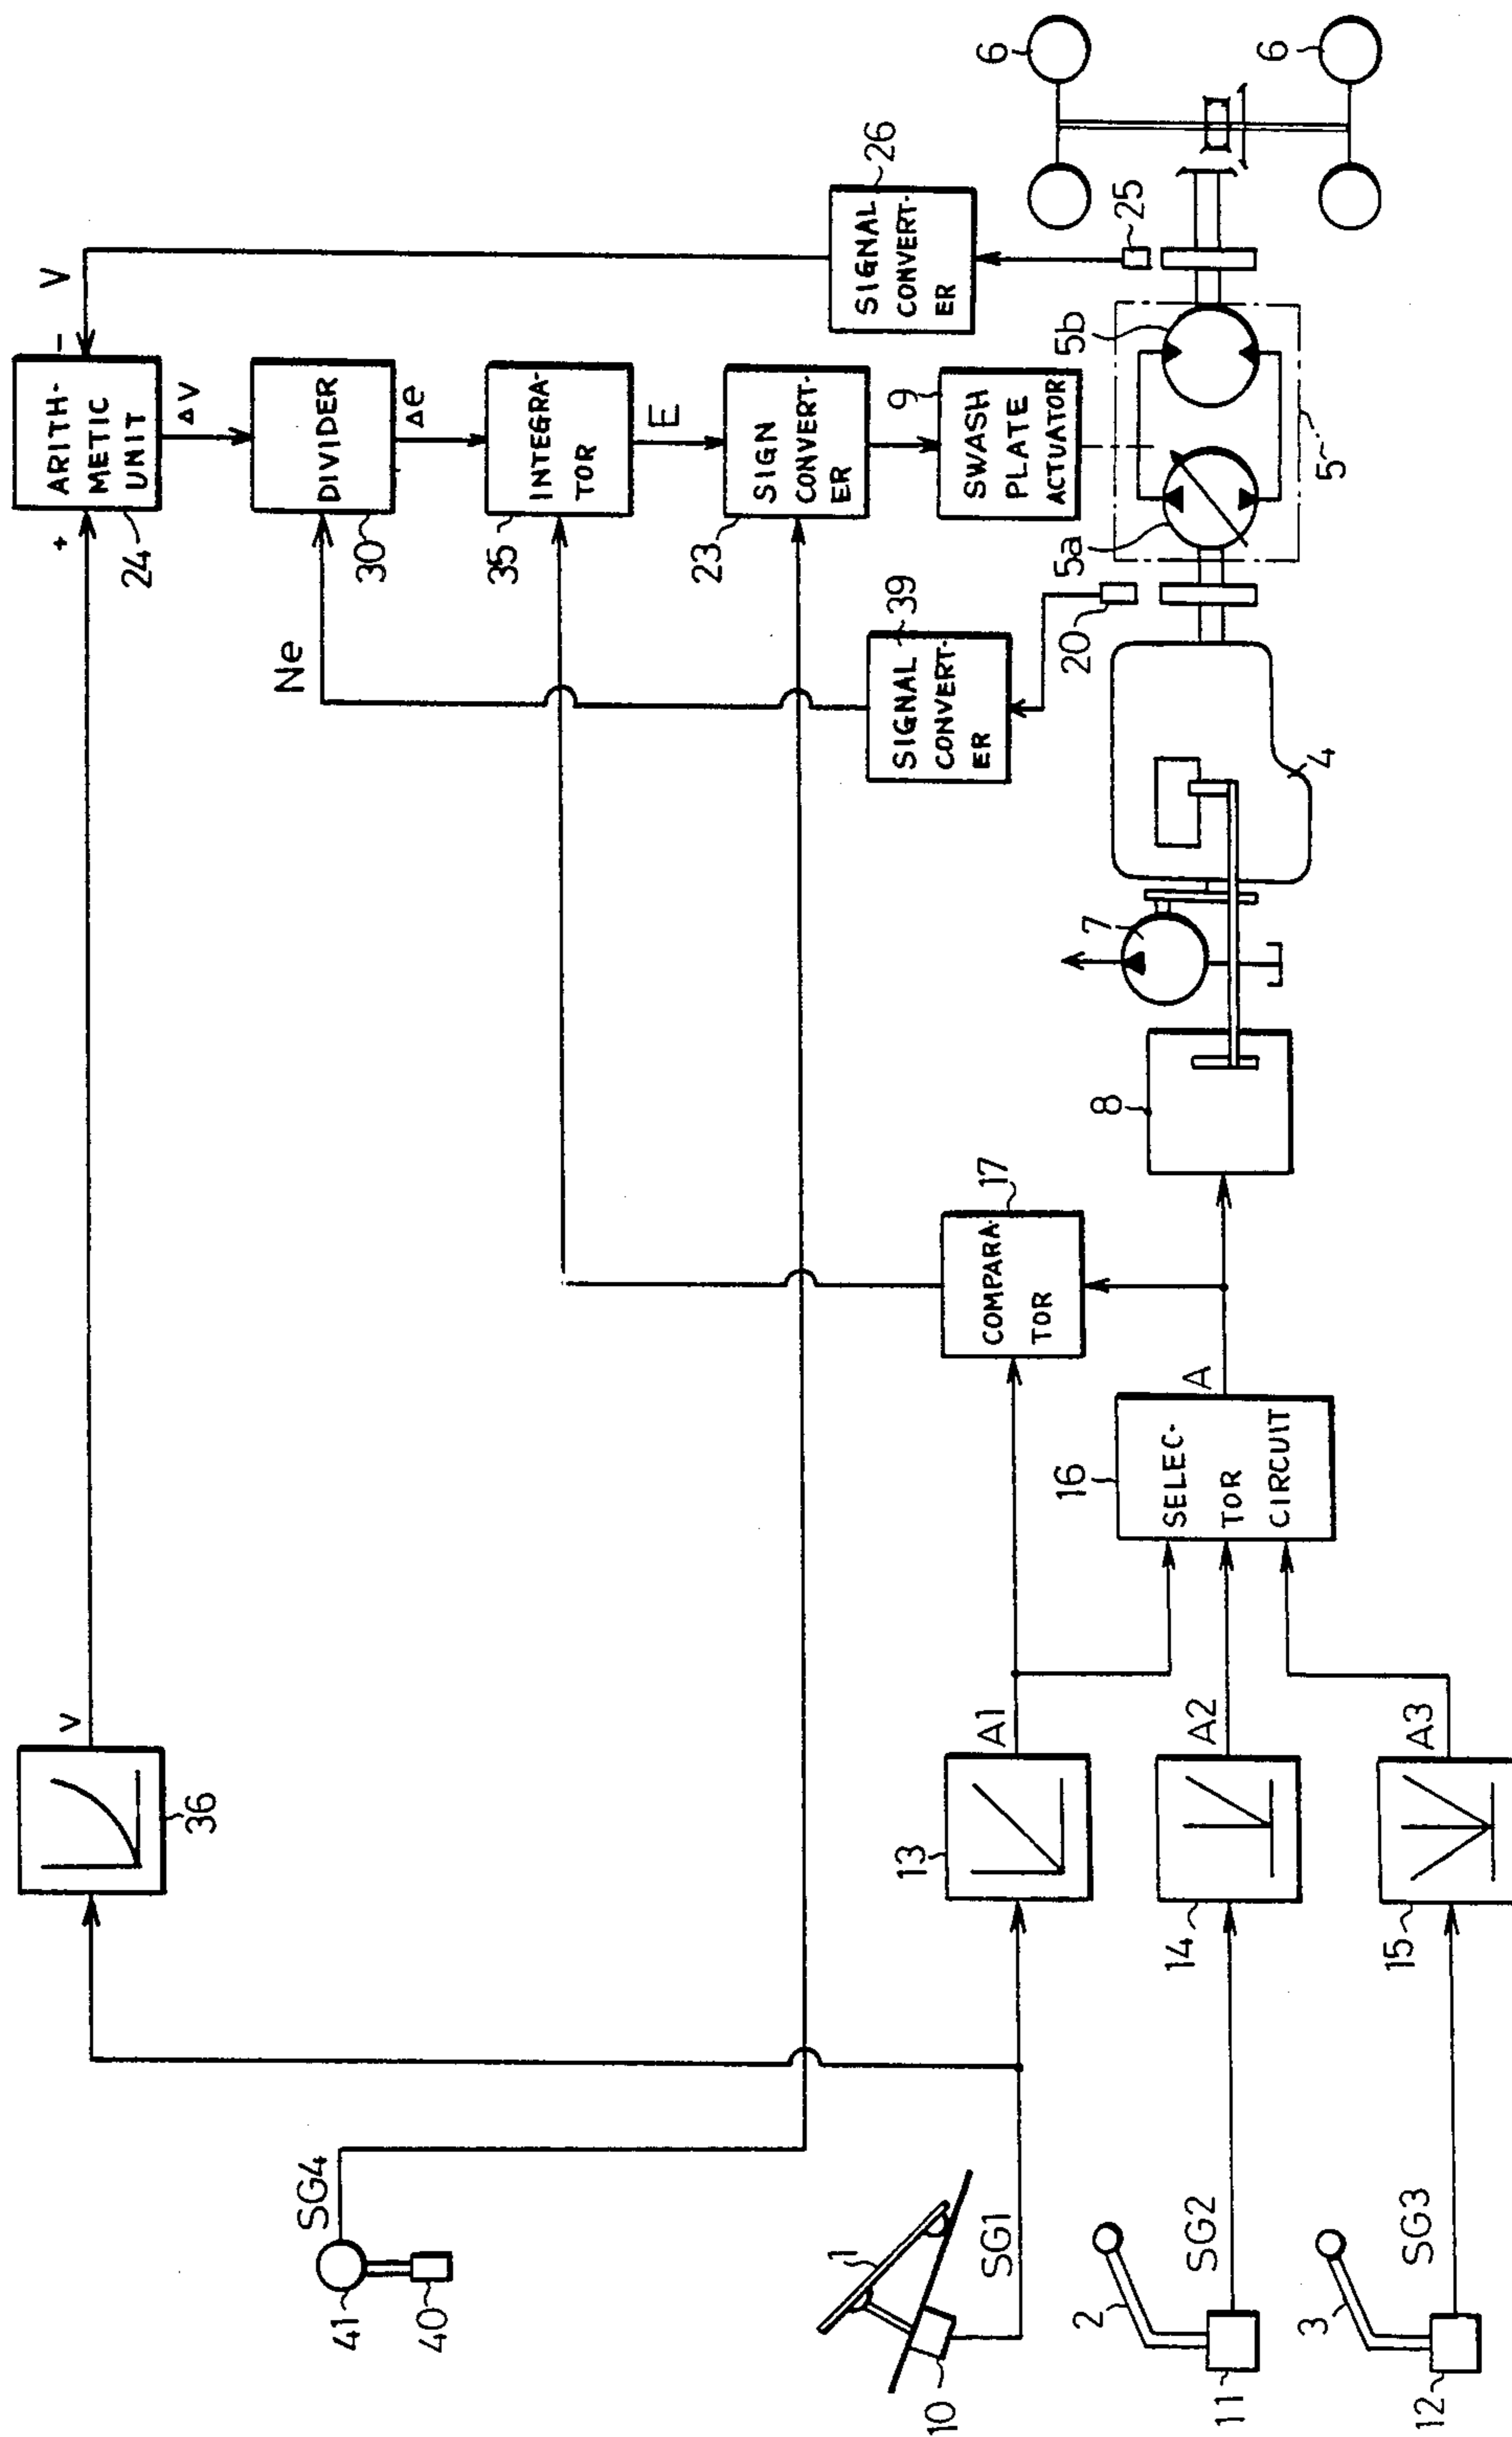 V
-
+
ARITH-
METIC
UNIT
24
Δv
DIVIDER
30
Δe
Ne
INTEGRA-
TOR
35
E
SIGN
CONVERT-
ER
23
SWASH
PLATE
ACTUATOR
9
SIGNAL
CONVERT-
ER
26
SIGNAL
CONVERT-
ER
39
25
20
5a
5b
5
6
6
4
7
8
COMPARA-
TOR
17
A
SELEC-
TOR
CIRCUIT
16
v
36
A1
13
A2
14
A3
15
SG4
41
40
1
SG1
10
2
SG2
11
3
SG3
12